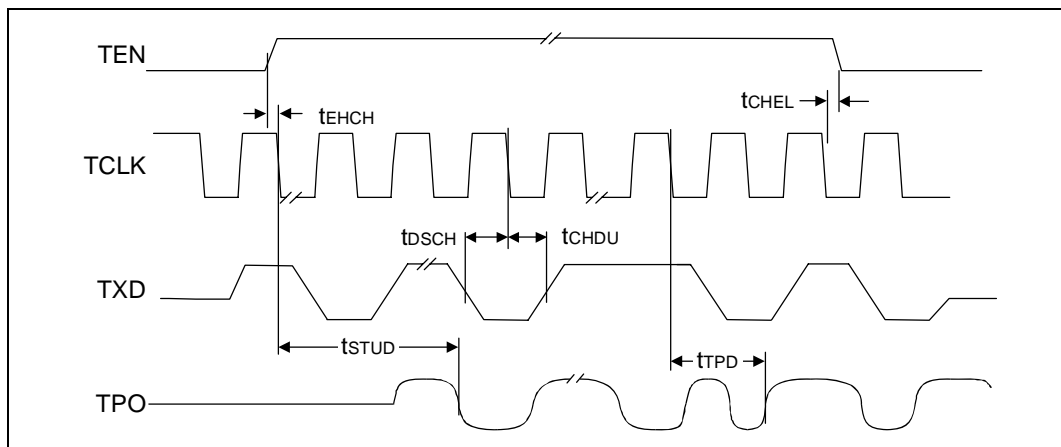 TEN
tCHEL
tEHCH
TCLK
tDSCH
tCHDU
TXD
tSTUD
tTPD
TPO